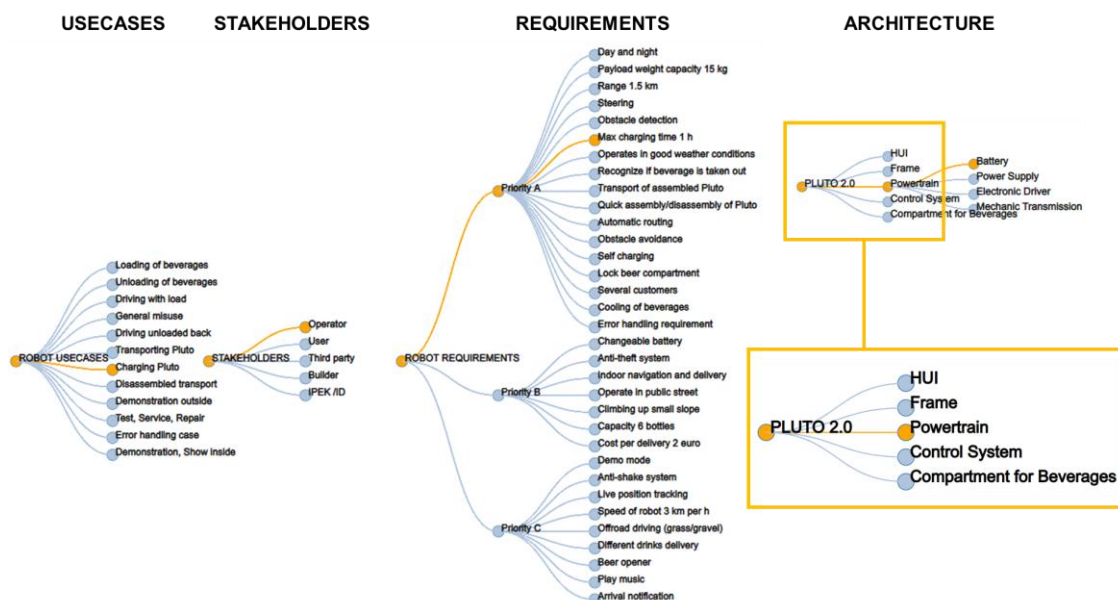 USECASES
STAKEHOLDERS
REQUIREMENTS
ARCHITECTURE
ROBOT USECASES
Loading of beverages
Unloading of beverages
Driving with load
General misuse
Driving unloaded back
Transporting Pluto
Charging Pluto
Disassembled transport
Demonstration outside
Test, Service, Repair
Error handling case
Demonstration, Show inside
STAKEHOLDERS
Operator
User
Third party
Builder
IPEK /ID
ROBOT REQUIREMENTS
Priority A
Day and night
Payload weight capacity 15 kg
Range 1.5 km
Steering
Obstacle detection
Max charging time 1 h
Operates in good weather conditions
Recognize if beverage is taken out
Transport of assembled Pluto
Quick assembly/disassembly of Pluto
Automatic routing
Obstacle avoidance
Self charging
Lock beer compartment
Several customers
Cooling of beverages
Error handling requirement
Priority B
Changeable battery
Anti-theft system
Indoor navigation and delivery
Operate in public street
Climbing up small slope
Capacity 6 bottles
Cost per delivery 2 euro
Priority C
Demo mode
Anti-shake system
Live position tracking
Speed of robot 3 km per h
Offroad driving (grass/gravel)
Different drinks delivery
Beer opener
Play music
Arrival notification
PLUTO 2.0
HUI
Frame
Powertrain
Control System
Compartment for Beverages
Battery
Power Supply
Electronic Driver
Mechanic Transmission
PLUTO 2.0
HUI
Frame
Powertrain
Control System
Compartment for Beverages